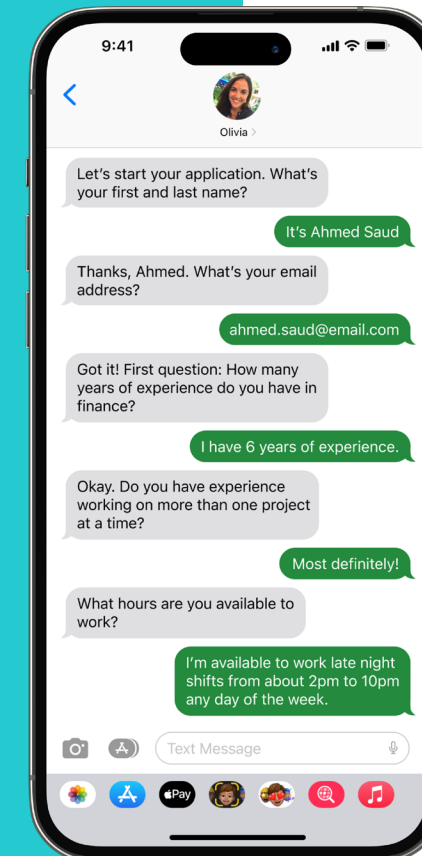 9:41
Olivia
Let's start your application. What's
your first and last name?
It's Ahmed Saud
Thanks, Ahmed. What's your email
address?
ahmed.saud@email.com
Got it! First question: How many
years of experience do you have in
finance?
I have 6 years of experience.
Okay. Do you have experience
working on more than one project
at a time?
Most definitely!
What hours are you available to
work?
I'm available to work late night
shifts from about 2pm to 10pm
any day of the week.
Text Message
Pay